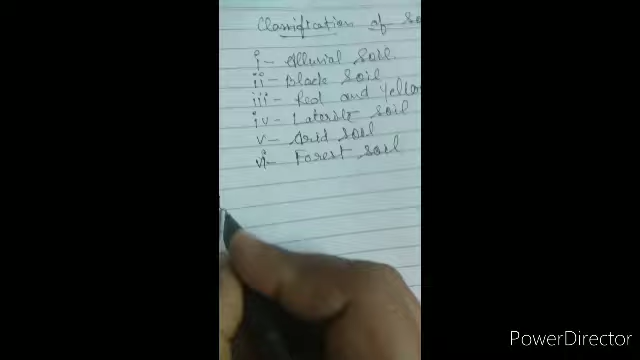 Classification of so
i - Alluvial soil.
ii - Black soil
iii - Red and Yellow
iv - Laterite soil
v - Arid soil
vi - Forest soil
PowerDirector